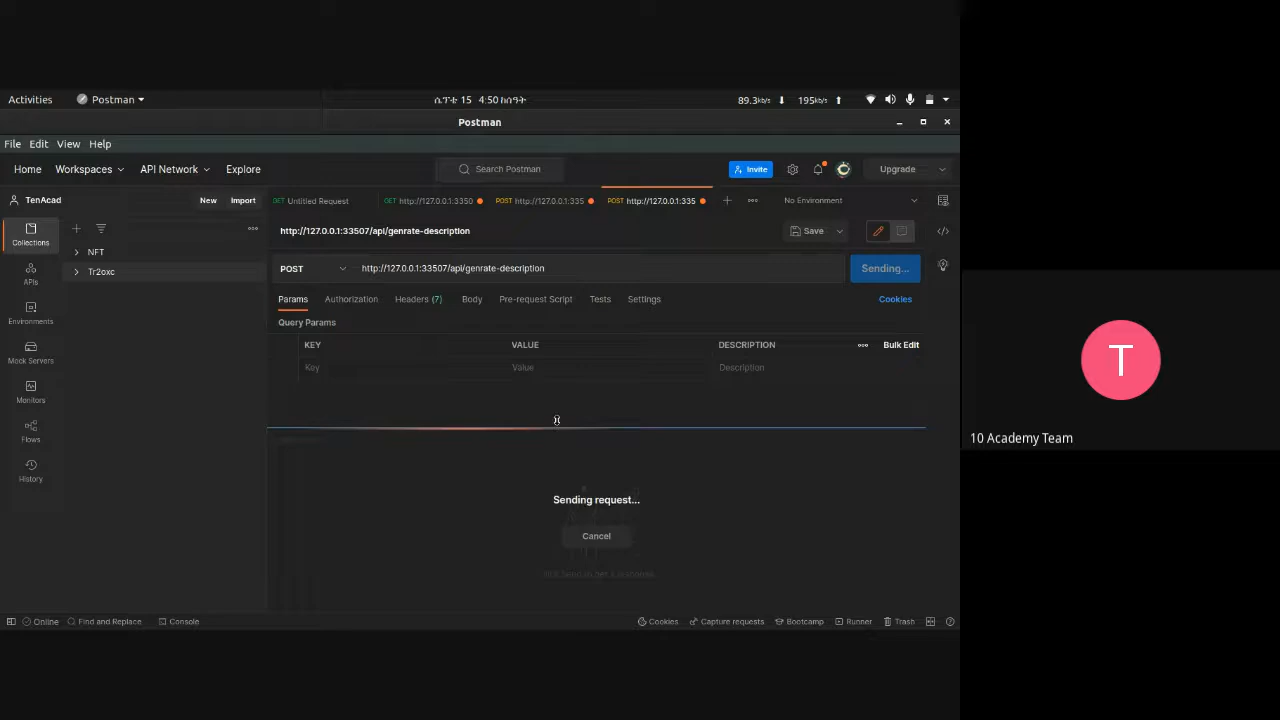 Activities Postman ሴፕቴ 15 4:50 ከሰዓት 89.3kb/s 195kb/s
Postman
File Edit View Help
Home Workspaces API Network Explore Search Postman Invite Upgrade
TenAcad New Import GET Untitled Request GET http://127.0.0.1:3350 POST http://127.0.0.1:335 POST http://127.0.0.1:335 No Environment
Collections http://127.0.0.1:33507/api/genrate-description Save
NFT
Tr2oxc
APIs
POST http://127.0.0.1:33507/api/genrate-description Sending...
Environments
Params Authorization Headers (7) Body Pre-request Script Tests Settings Cookies
Query Params
Mock Servers
KEY VALUE DESCRIPTION Bulk Edit
Key Value Description
Monitors
Flows
History
Sending request...
Cancel
10 Academy Team
T
Online Find and Replace Console Cookies Capture requests Bootcamp Runner Trash